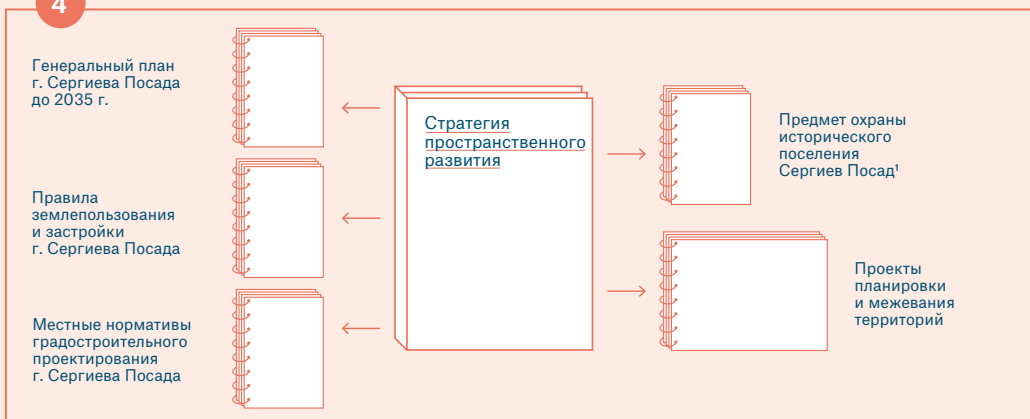 4
Генеральный план
г. Сергиева Посада
до 2035 г.
Правила
землепользования
и застройки
г. Сергиева Посада
Местные нормативы
градостроительного
проектирования
г. Сергиева Посада
Стратегия
пространственного
развития
Предмет охраны
исторического
поселения
Сергиев Посад¹
Проекты
планировки
и межевания
территорий